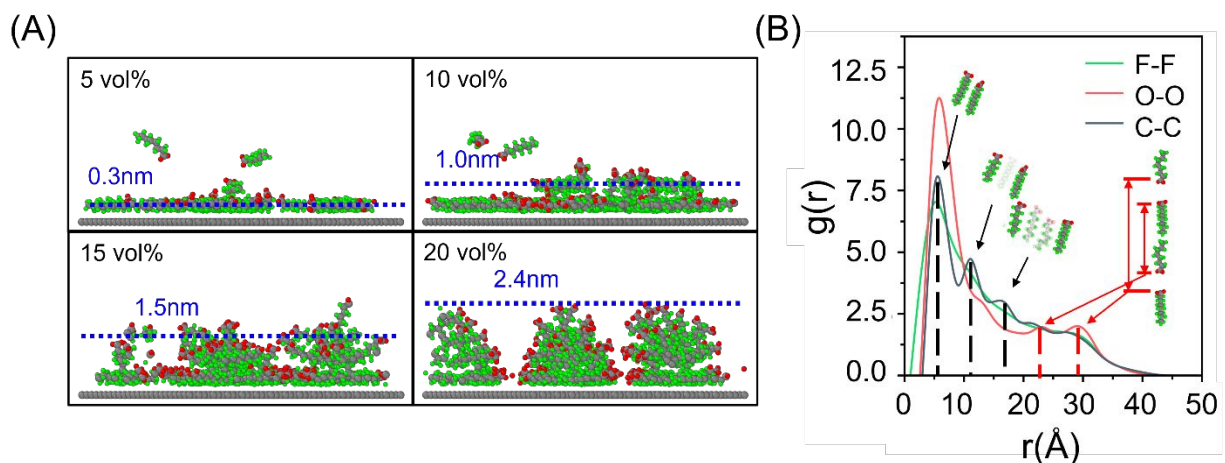 (A)
5 vol%
0.3nm
10 vol%
1.0nm
15 vol%
1.5nm
20 vol%
2.4nm
(B)
g(r)
12.5
10.0
7.5
5.0
2.5
0.0
F-F
O-O
C-C
0 10 20 30 40 50
r(Å)